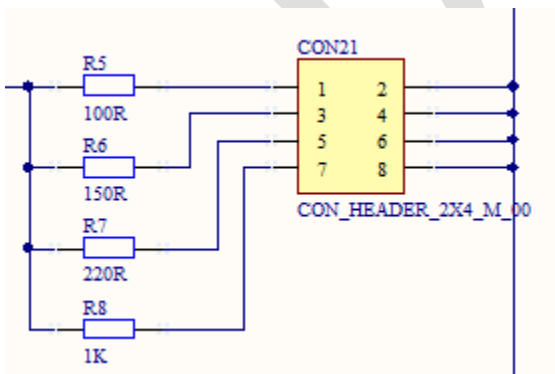 CON21
R5
100R
1 2
3 4
5 6
7 8
R6
150R
CON_HEADER_2X4_M_00
R7
220R
R8
1K